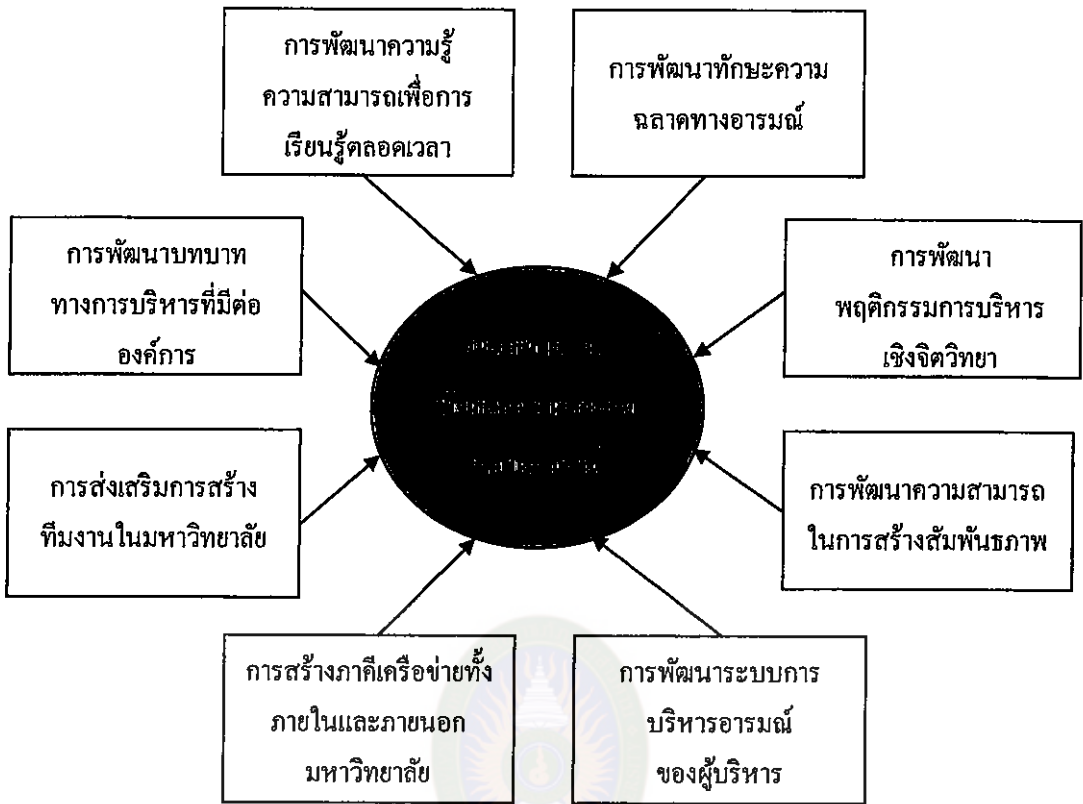 การพัฒนาความรู้
ความสามารถเพื่อการ
เรียนรู้ตลอดเวลา
การพัฒนาทักษะความ
ฉลาดทางอารมณ์
การพัฒนาบทบาท
ทางการบริหารที่มีต่อ
องค์การ
การพัฒนา
พฤติกรรมการบริหาร
เชิงจิตวิทยา
การส่งเสริมการสร้าง
ทีมงานในมหาวิทยาลัย
การพัฒนาความสามารถ
ในการสร้างสัมพันธภาพ
การสร้างภาคีเครือข่ายทั้ง
ภายในและภายนอก
มหาวิทยาลัย
การพัฒนาระบบการ
บริหารอารมณ์
ของผู้บริหาร